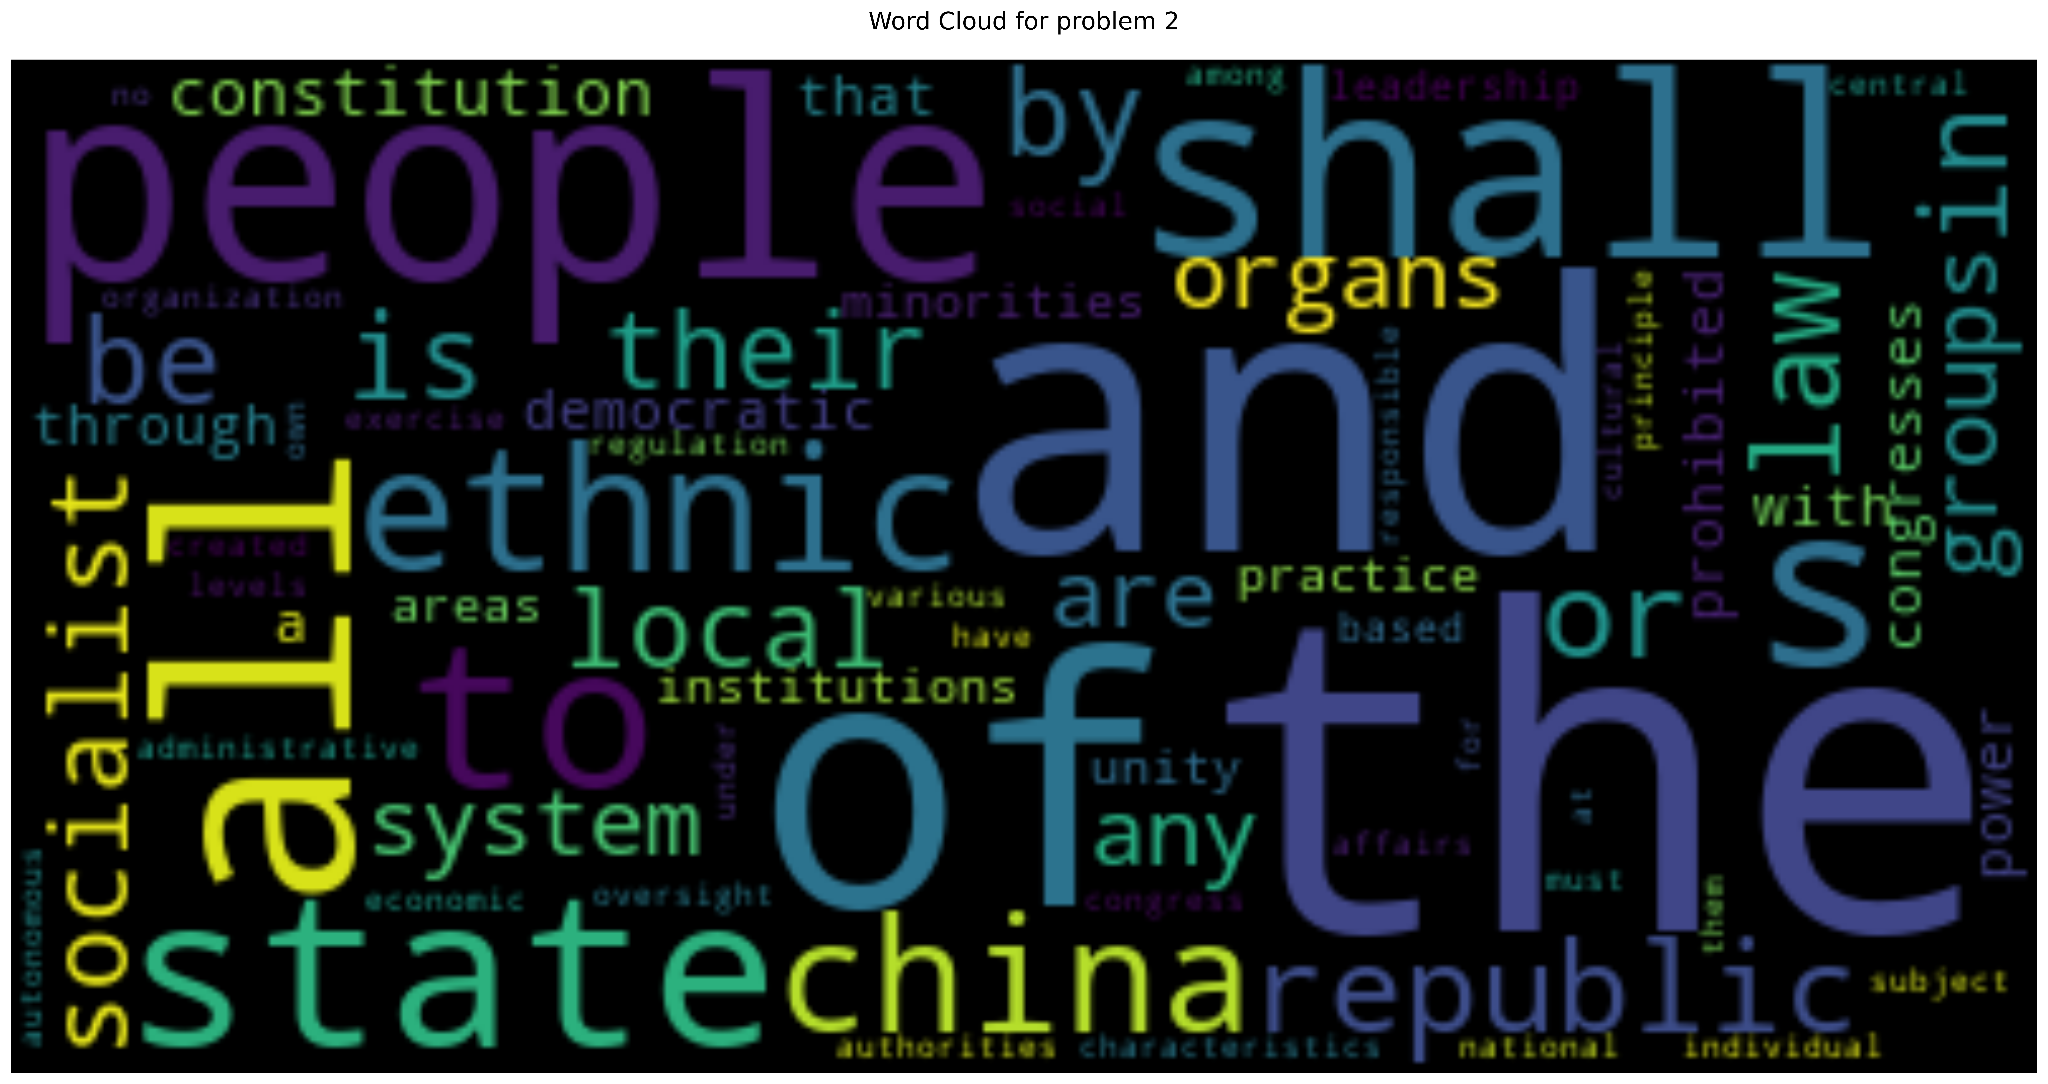 Word Cloud for problem 2
no
constitution
that
by
among
leadership
central
people
shall
in
social
organization
minorities
organs
be
is
their
and
responsible
cultural
principle
prohibited
law
congresses
groups
through
own
exercise
democratic
regulation
socialist
all
ethnic
with
s
created
levels
a
areas
local
various
have
are
practice
based
or
to
institutions
of
the
administrative
under
unity
for
at
power
system
any
affairs
must
them
autonomous
economic
oversight
congress
state
china
republic
subject
authorities
characteristics
national
individual